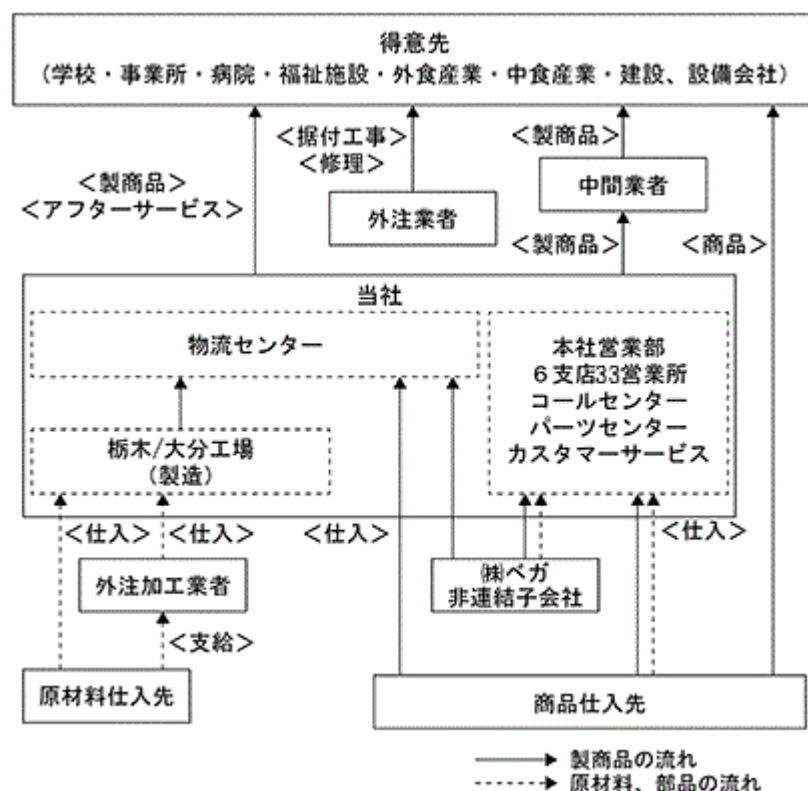 得意先
(学校・事業所・病院・福祉施設・外食産業・中食産業・建設、設備会社)
<据付工事>
<修理>
<製商品>
<製商品>
<アフターサービス>
中間業者
外注業者
<製商品>
<商品>
当社
物流センター
本社営業部
6支店33営業所
コールセンター
パーツセンター
カスタマーサービス
栃木/大分工場
(製造)
<仕入>
<仕入>
<仕入>
<仕入>
外注加工業者
㈱ベガ
非連結子会社
<支給>
原材料仕入先
商品仕入先
製商品の流れ
原材料、部品の流れ